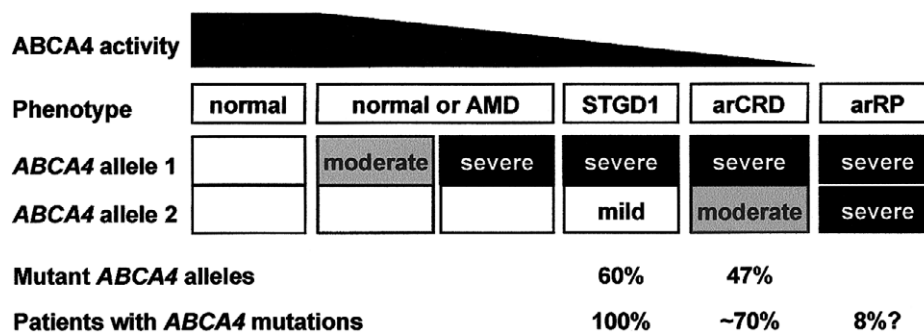 ABCA4 activity
Phenotype normal normal or AMD STGD1 arCRD arRP
ABCA4 allele 1 moderate severe severe severe severe
ABCA4 allele 2 mild moderate severe
Mutant ABCA4 alleles 60% 47%
Patients with ABCA4 mutations 100% ~70% 8%?